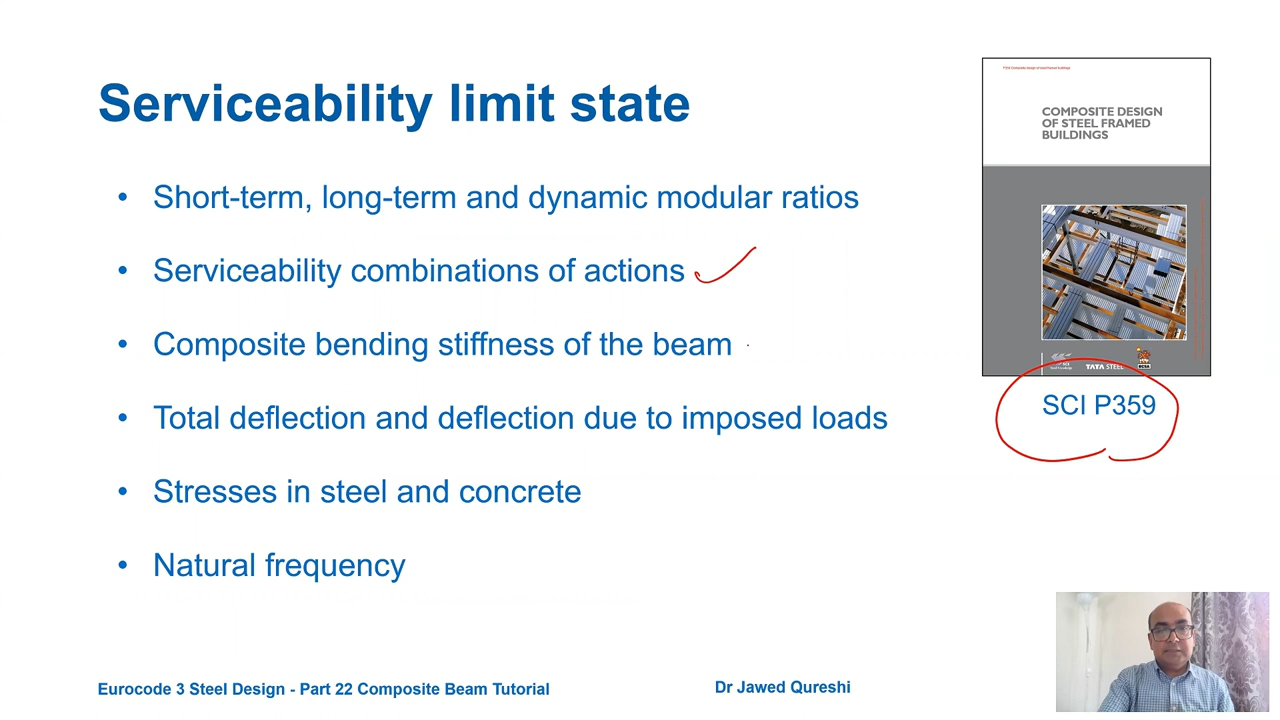 Serviceability limit state
• Short-term, long-term and dynamic modular ratios
• Serviceability combinations of actions
• Composite bending stiffness of the beam
• Total deflection and deflection due to imposed loads
• Stresses in steel and concrete
• Natural frequency
COMPOSITE DESIGN
OF STEEL FRAMED
BUILDINGS
TATA STEEL
SCI P359
Eurocode 3 Steel Design - Part 22 Composite Beam Tutorial
Dr Jawed Qureshi